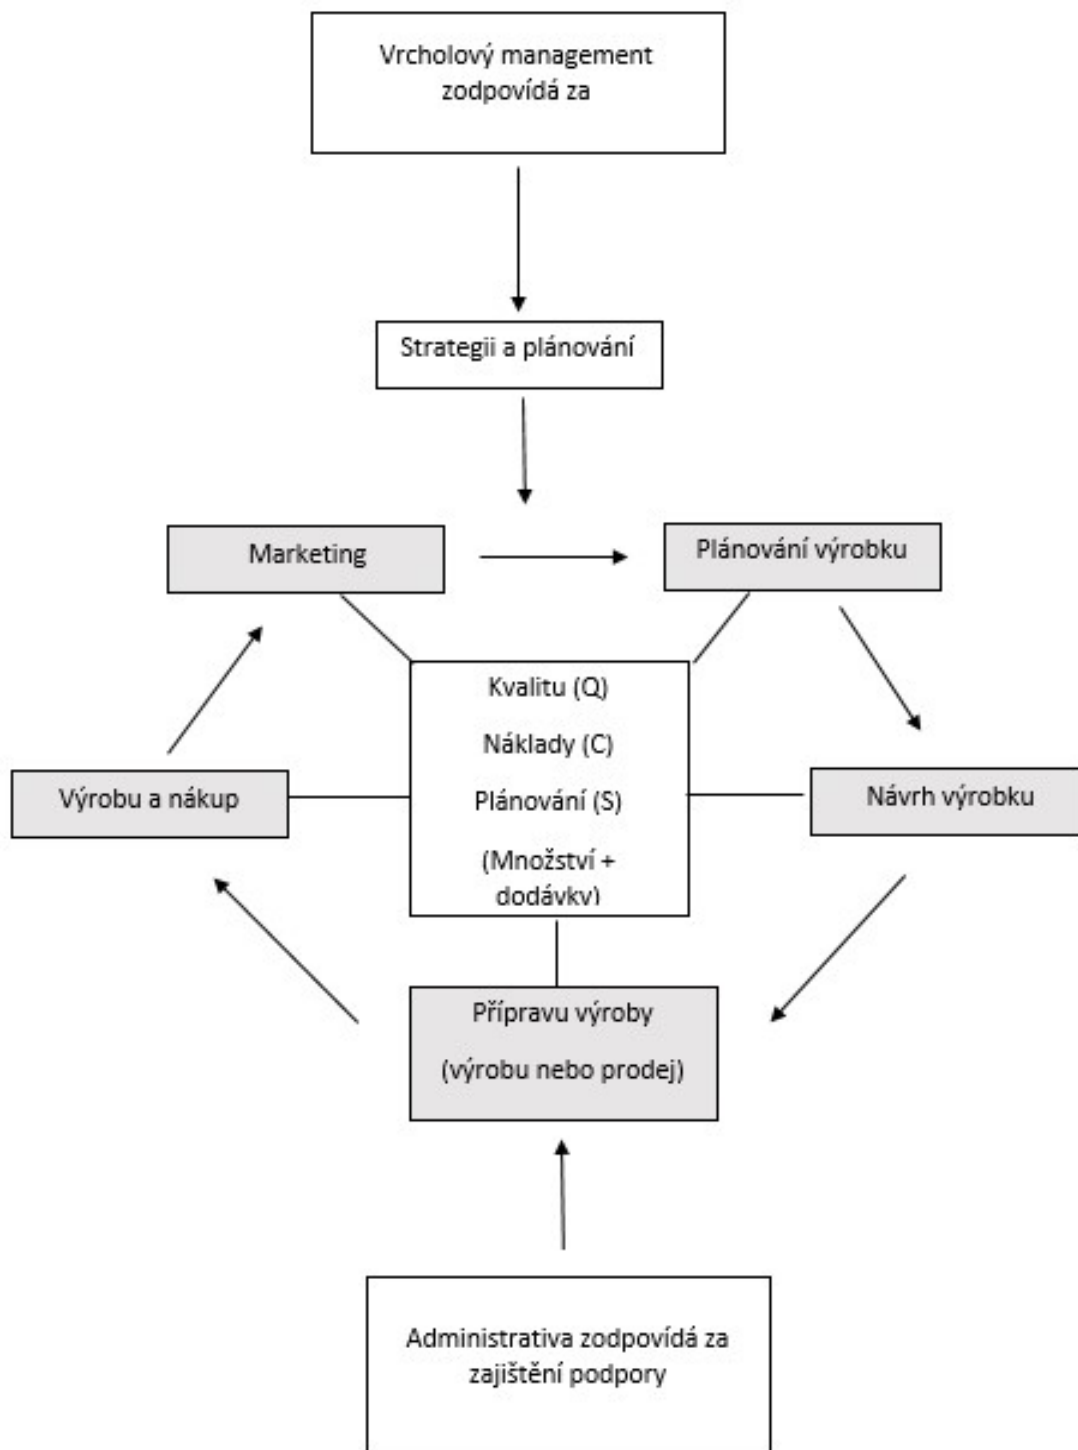 Vrcholový management
zodpovídá za
Strategii a plánování
Marketing
Plánování výrobku
Kvalitu (Q)
Náklady (C)
Plánování (S)
(Množství +
dodávky)
Výrobu a nákup
Návrh výrobku
Přípravu výroby
(výrobu nebo prodej)
Administrativa zodpovídá za
zajištění podpory